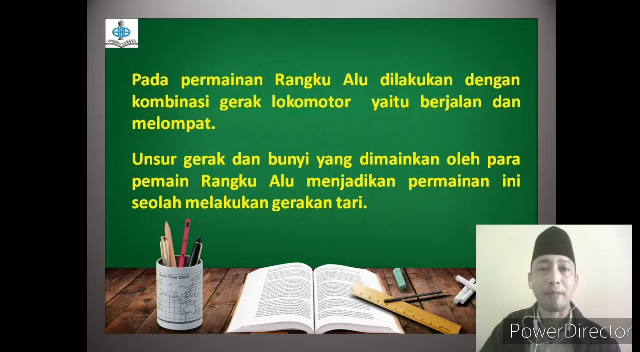 Pada permainan Rangku Alu dilakukan dengan
kombinasi gerak lokomotor yaitu berjalan dan
melompat.
Unsur gerak dan bunyi yang dimainkan oleh para
pemain Rangku Alu menjadikan permainan ini
seolah melakukan gerakan tari.
PowerDirector